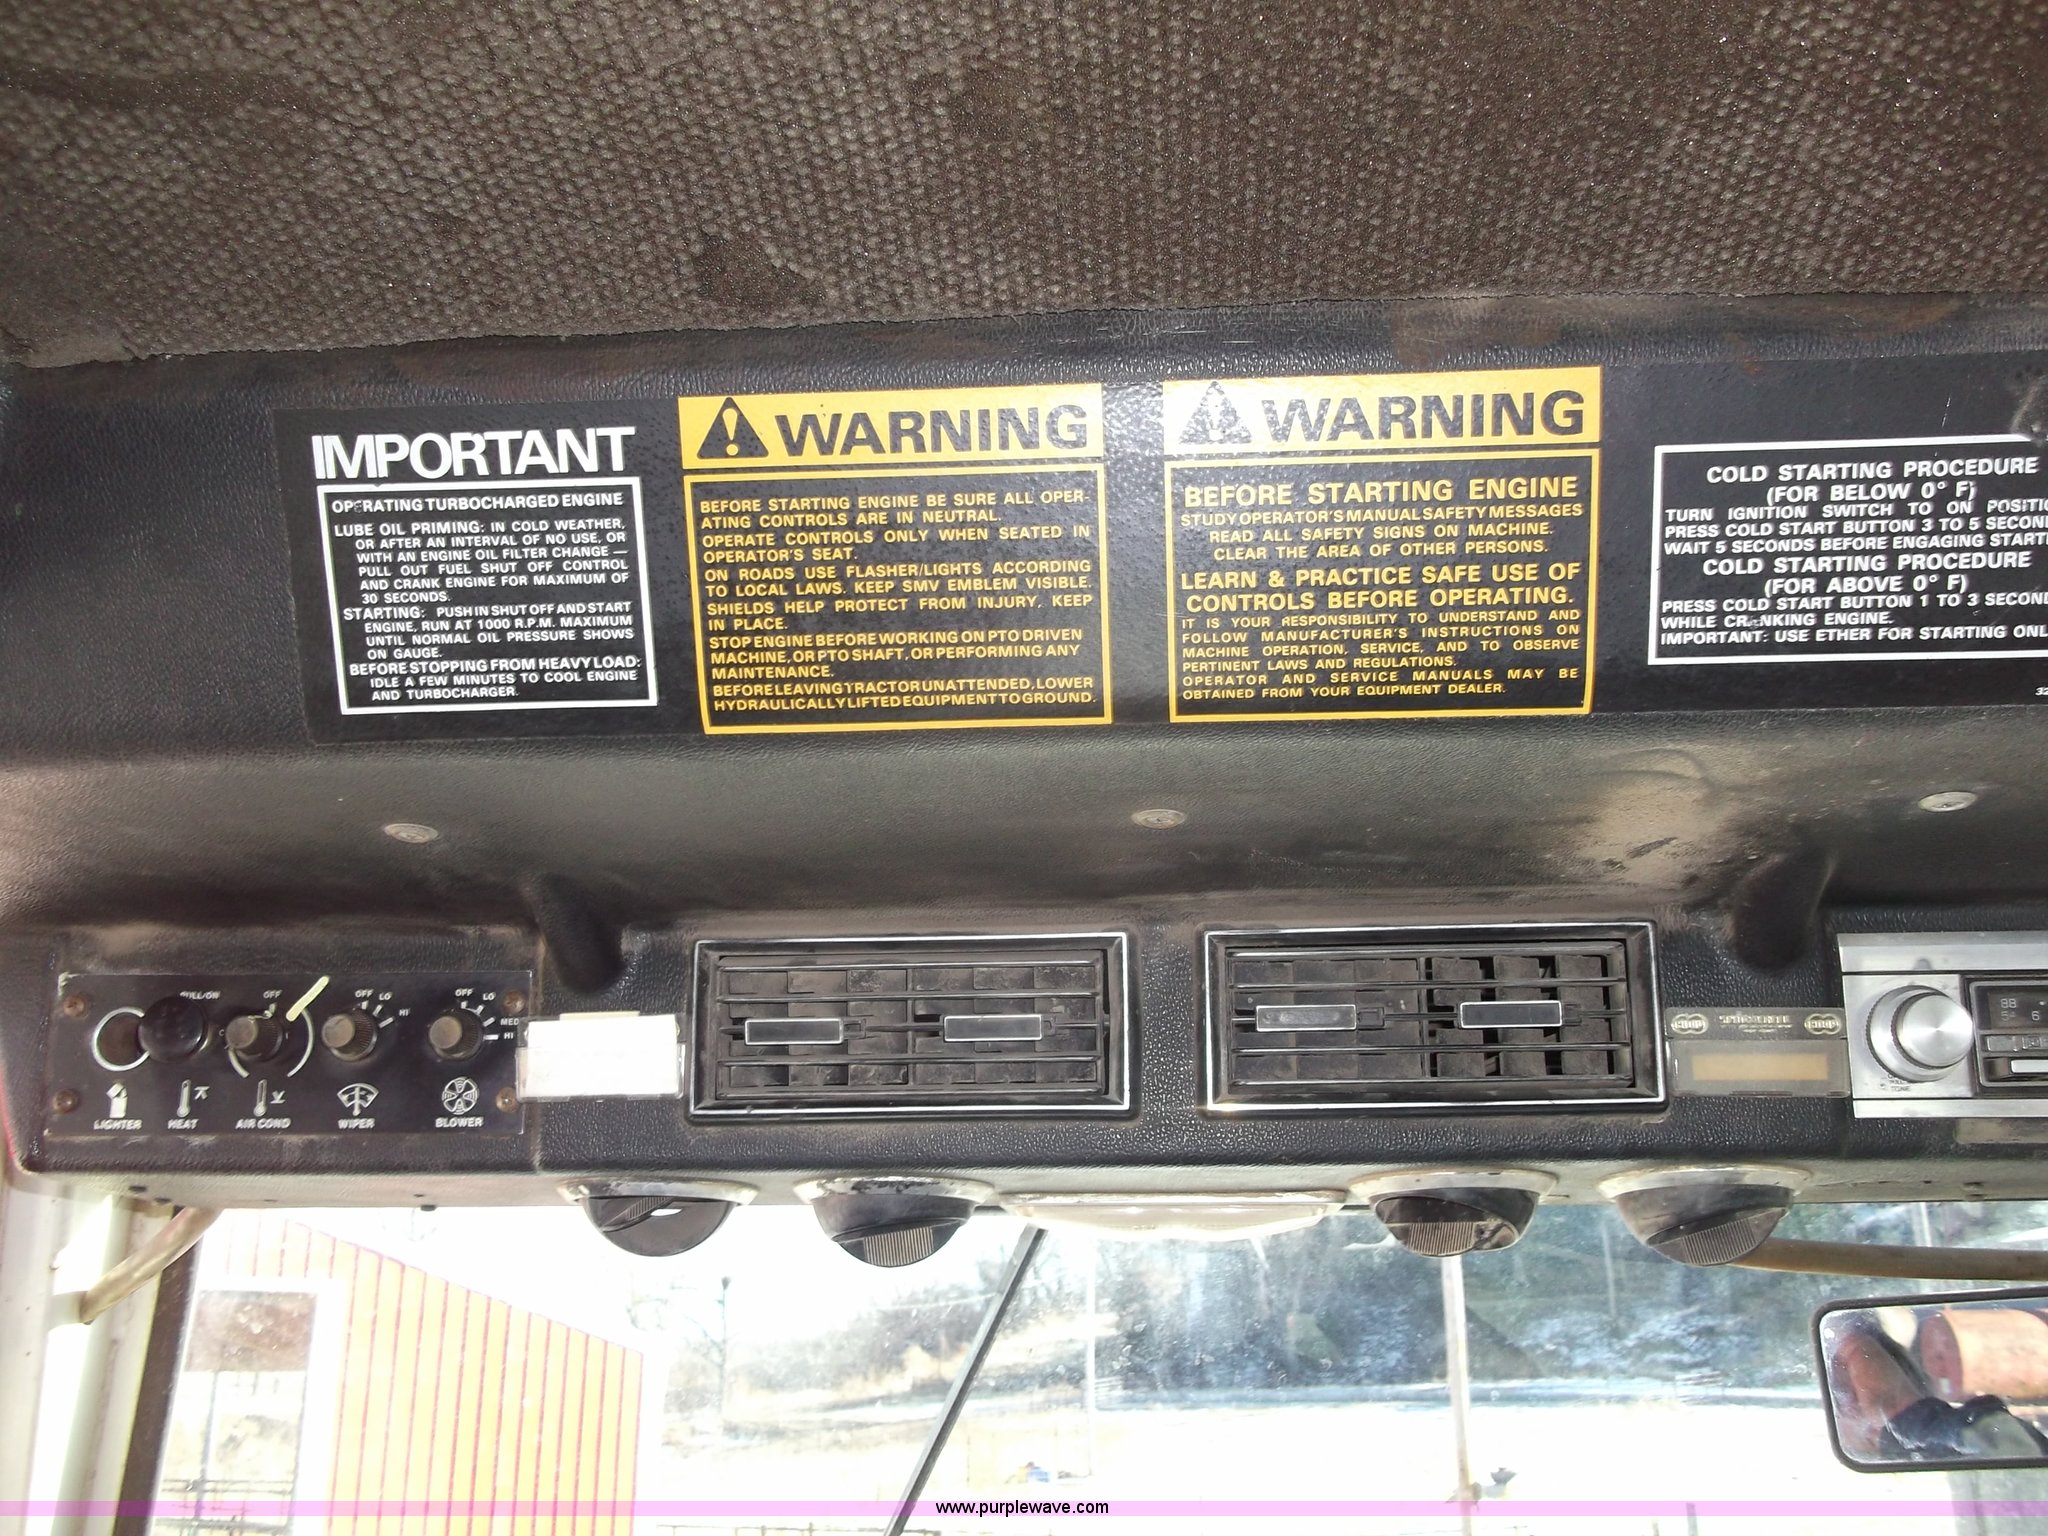 IMPORTANT
OPERATING TURBOCHARGED ENGINE
LUBE OIL PRIMING: IN COLD WEATHER,
OR AFTER AN INTERVAL OF NO USE, OR
WITH AN ENGINE OIL FILTER CHANGE —
PULL OUT FUEL SHUT OFF CONTROL
AND CRANK ENGINE FOR MAXIMUM OF
30 SECONDS.
STARTING: PUSH IN SHUT OFF AND START
ENGINE, RUN AT 1000 R.P.M. MAXIMUM
UNTIL NORMAL OIL PRESSURE SHOWS
ON GAUGE.
BEFORE STOPPING FROM HEAVY LOAD:
IDLE A FEW MINUTES TO COOL ENGINE
AND TURBOCHARGER.
WARNING
BEFORE STARTING ENGINE BE SURE ALL OPER-
ATING CONTROLS ARE IN NEUTRAL.
OPERATE CONTROLS ONLY WHEN SEATED IN
OPERATOR'S SEAT.
ON ROADS USE FLASHER/LIGHTS ACCORDING
TO LOCAL LAWS. KEEP SMV EMBLEM VISIBLE.
SHIELDS HELP PROTECT FROM INJURY. KEEP
IN PLACE.
STOP ENGINE BEFORE WORKING ON PTO DRIVEN
MACHINE, OR PTO SHAFT, OR PERFORMING ANY
MAINTENANCE.
BEFORE LEAVING TRACTOR UNATTENDED, LOWER
HYDRAULICALLY LIFTED EQUIPMENT TO GROUND.
WARNING
BEFORE STARTING ENGINE
STUDY OPERATOR'S MANUAL SAFETY MESSAGES
READ ALL SAFETY SIGNS ON MACHINE.
CLEAR THE AREA OF OTHER PERSONS.
LEARN & PRACTICE SAFE USE OF
CONTROLS BEFORE OPERATING.
IT IS YOUR RESPONSIBILITY TO UNDERSTAND AND
FOLLOW MANUFACTURER'S INSTRUCTIONS ON
MACHINE OPERATION, SERVICE, AND TO OBSERVE
PERTINENT LAWS AND REGULATIONS.
OPERATOR AND SERVICE MANUALS MAY BE
OBTAINED FROM YOUR EQUIPMENT DEALER.
COLD STARTING PROCEDURE
(FOR BELOW 0° F)
TURN IGNITION SWITCH TO ON POSITIO
PRESS COLD START BUTTON 3 TO 5 SECON
WAIT 5 SECONDS BEFORE ENGAGING START
COLD STARTING PROCEDURE
(FOR ABOVE 0° F)
PRESS COLD START BUTTON 1 TO 3 SECON
WHILE CRANKING ENGINE.
IMPORTANT: USE ETHER FOR STARTING ONL
32
PULL/ON
OFF
OFF LO HI
OFF LO MED HI
LIGHTER HEAT AIR COND WIPER BLOWER
COOP COOP
88
6
TONE
www.purplewave.com